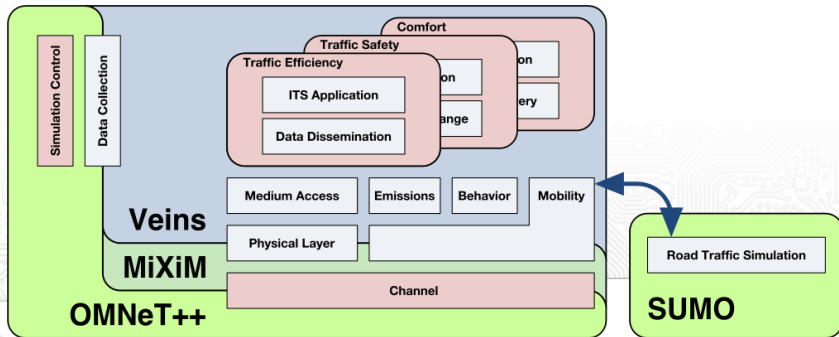 Simulation Control
Data Collection
Comfort
on
ery
Traffic Safety
on
ange
Traffic Efficiency
ITS Application
Data Dissemination
Medium Access
Emissions
Behavior
Mobility
Physical Layer
Veins
MiXiM
Channel
OMNeT++
Road Traffic Simulation
SUMO